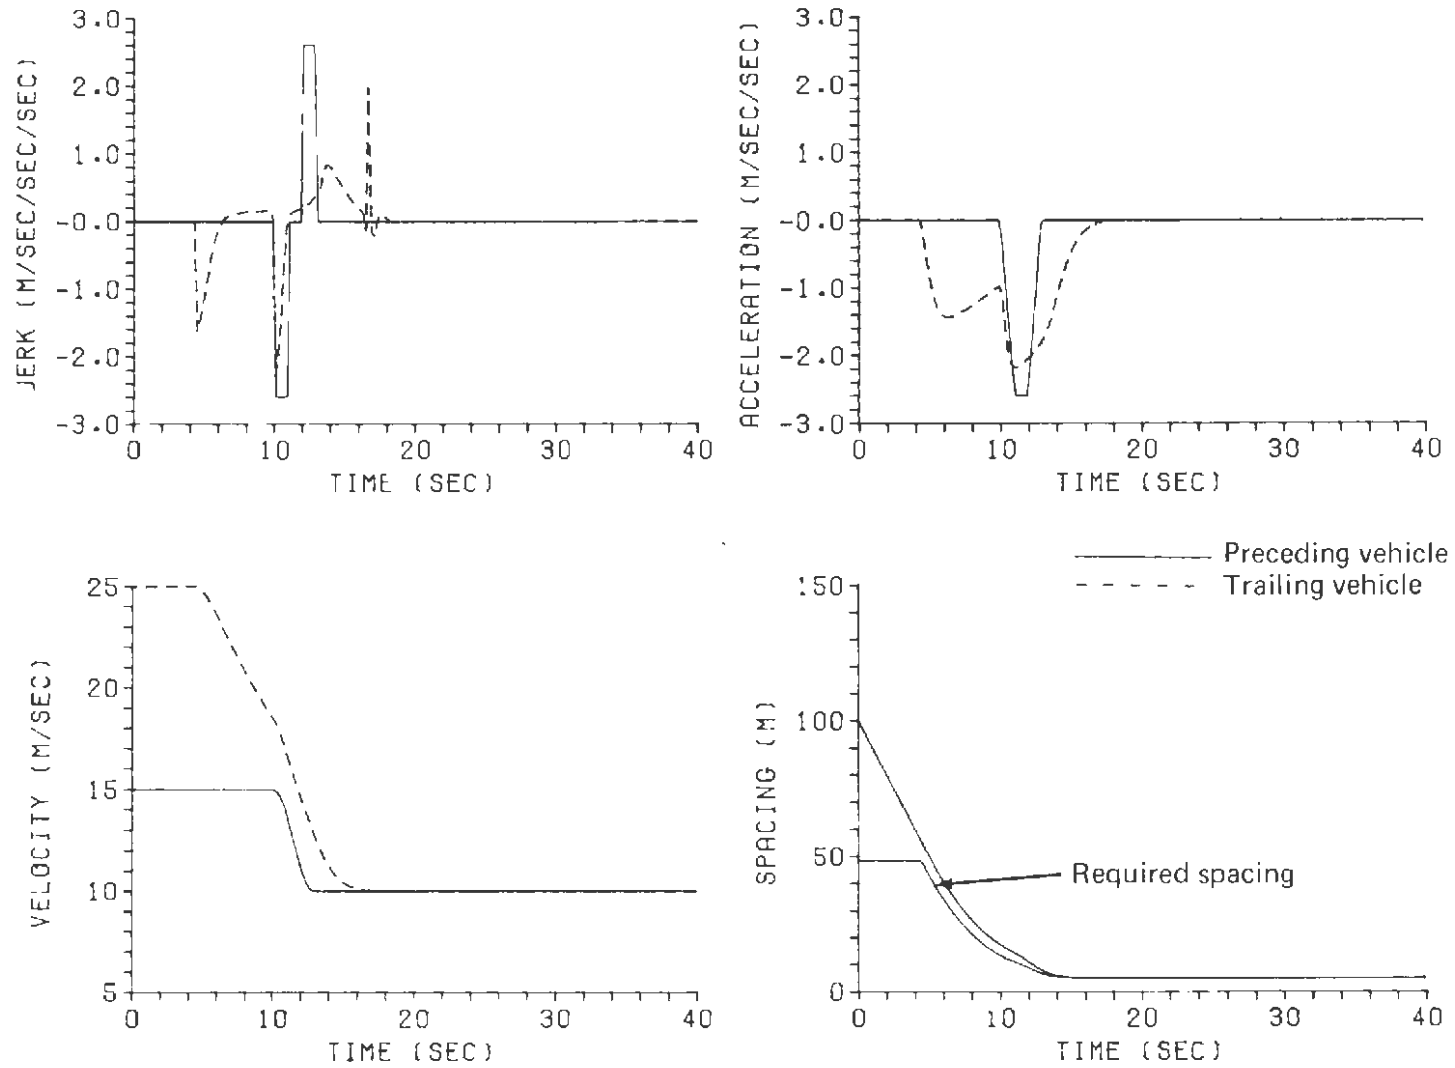 JERK (M/SEC/SEC/SEC)
3.0
2.0
1.0
-0.0
-1.0
-2.0
-3.0
0 10 20 30 40
TIME (SEC)
ACCELERATION (M/SEC/SEC)
3.0
2.0
1.0
-0.0
-1.0
-2.0
-3.0
0 10 20 30 40
TIME (SEC)
Preceding vehicle
Trailing vehicle
VELOCITY (M/SEC)
25
20
15
10
5
0 10 20 30 40
TIME (SEC)
SPACING (M)
150
100
50
0
Required spacing
0 10 20 30 40
TIME (SEC)